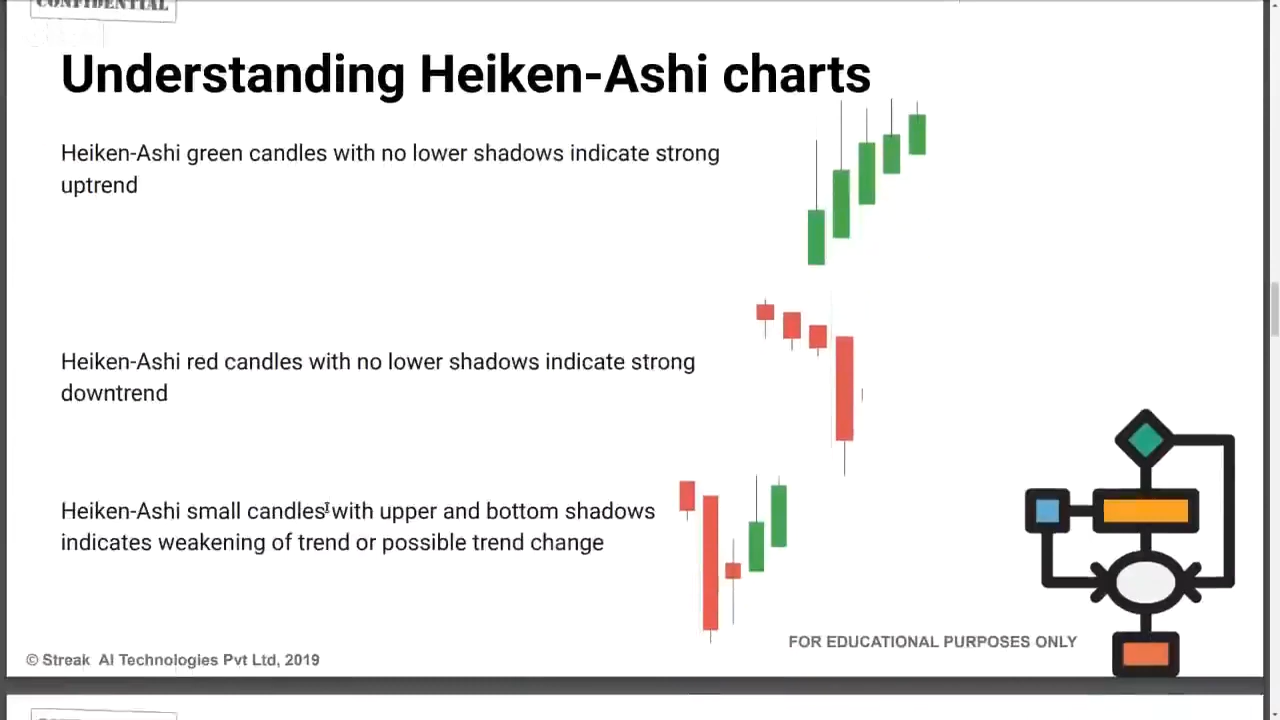 CONFIDENTIAL
Understanding Heiken-Ashi charts
Heiken-Ashi green candles with no lower shadows indicate strong
uptrend
Heiken-Ashi red candles with no lower shadows indicate strong
downtrend
Heiken-Ashi small candles with upper and bottom shadows
indicates weakening of trend or possible trend change
FOR EDUCATIONAL PURPOSES ONLY
© Streak AI Technologies Pvt Ltd, 2019